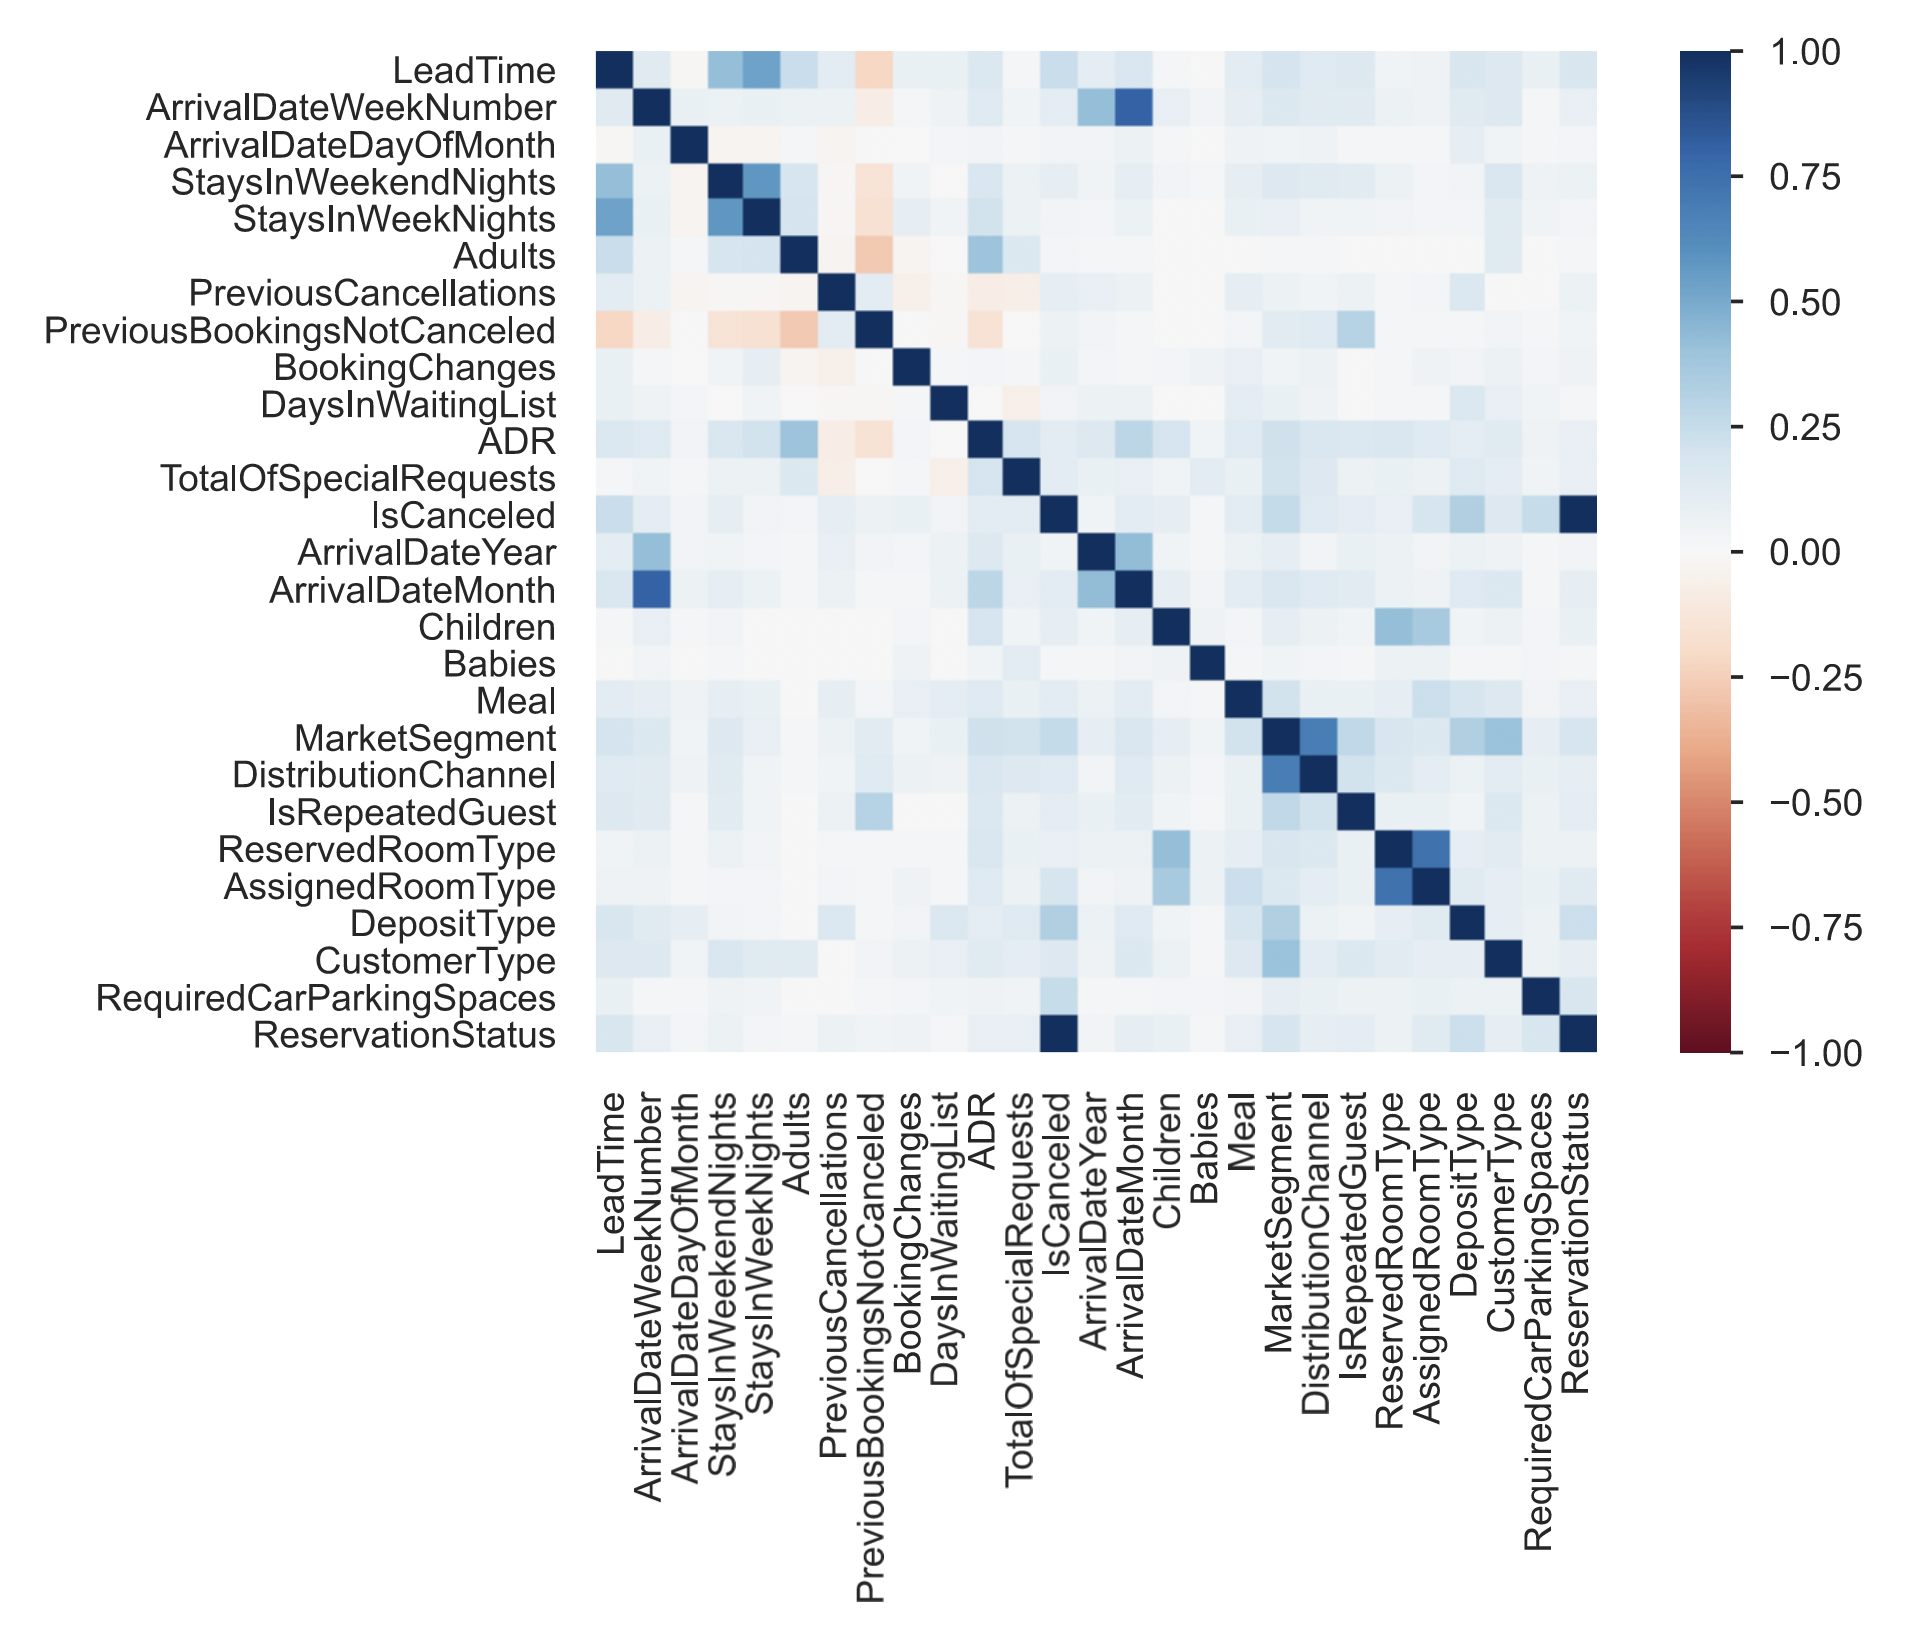 LeadTime
ArrivalDateWeekNumber
ArrivalDateDayOfMonth
StaysInWeekendNights
StaysInWeekNights
Adults
PreviousCancellations
PreviousBookingsNotCanceled
BookingChanges
DaysInWaitingList
ADR
TotalOfSpecialRequests
IsCanceled
ArrivalDateYear
ArrivalDateMonth
Children
Babies
Meal
MarketSegment
DistributionChannel
IsRepeatedGuest
ReservedRoomType
AssignedRoomType
DepositType
CustomerType
RequiredCarParkingSpaces
ReservationStatus
LeadTime
ArrivalDateWeekNumber
ArrivalDateDayOfMonth
StaysInWeekendNights
StaysInWeekNights
Adults
PreviousCancellations
PreviousBookingsNotCanceled
BookingChanges
DaysInWaitingList
ADR
TotalOfSpecialRequests
IsCanceled
ArrivalDateYear
ArrivalDateMonth
Children
Babies
Meal
MarketSegment
DistributionChannel
IsRepeatedGuest
ReservedRoomType
AssignedRoomType
DepositType
CustomerType
RequiredCarParkingSpaces
ReservationStatus
1.00
0.75
0.50
0.25
0.00
−0.25
−0.50
−0.75
−1.00